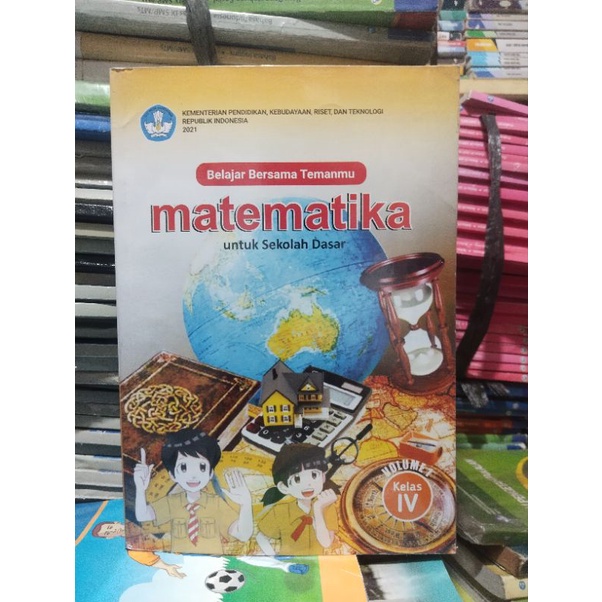 KEMENTERIAN PENDIDIKAN, KEBUDAYAAN, RISET, DAN TEKNOLOGI
REPUBLIK INDONESIA
2021
Belajar Bersama Temanmu
matematika
untuk Sekolah Dasar
VOLUME 1
Kelas
IV